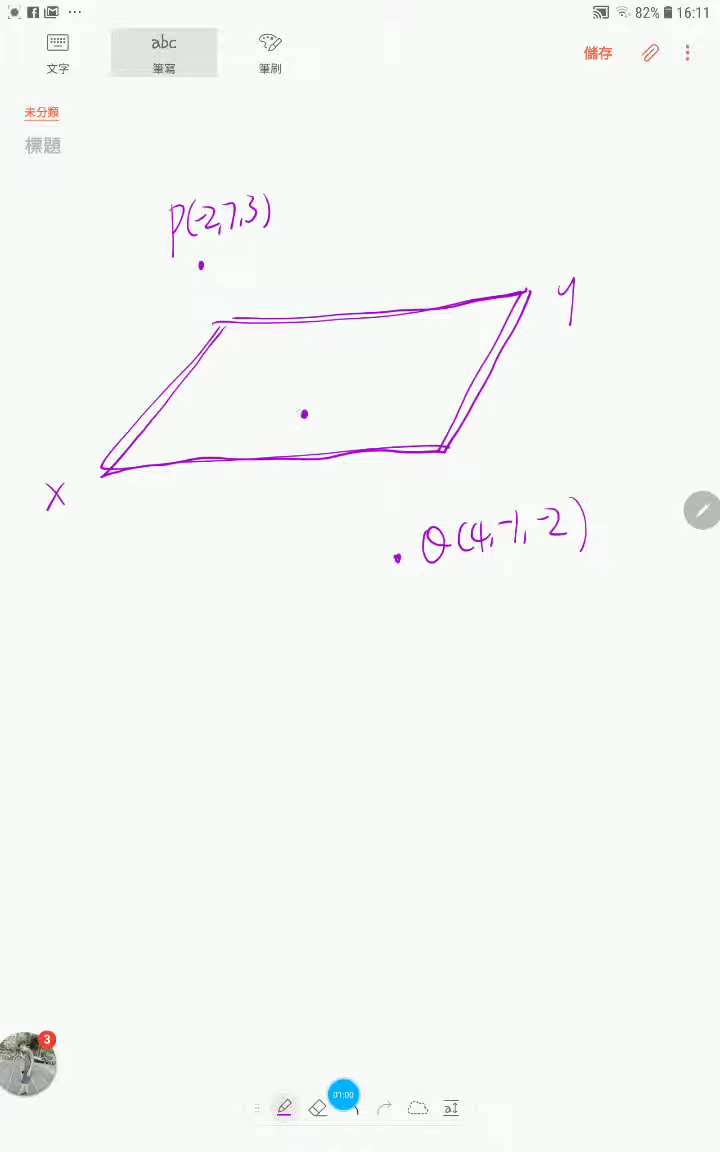 82% 16:11
文字 abc 筆寫 筆刷 儲存
未分類
標題
P(-2,7,3)
y
x
Q(4,-1,-2)
3
01:00
a